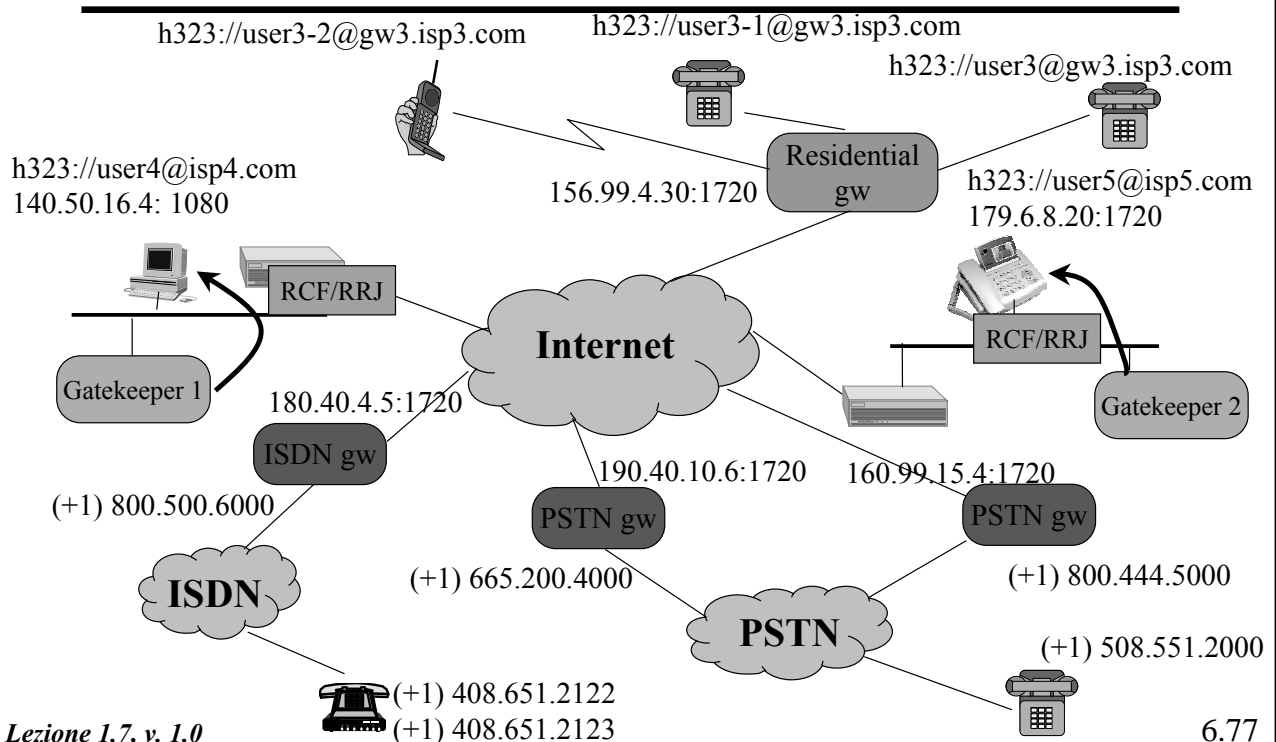 h323://user3-2@gw3.isp3.com
h323://user3-1@gw3.isp3.com
h323://user3@gw3.isp3.com
Residential
gw
156.99.4.30:1720
h323://user4@isp4.com
140.50.16.4: 1080
h323://user5@isp5.com
179.6.8.20:1720
RCF/RRJ
Internet
RCF/RRJ
Gatekeeper 1
Gatekeeper 2
180.40.4.5:1720
ISDN gw
190.40.10.6:1720
160.99.15.4:1720
(+1) 800.500.6000
PSTN gw
PSTN gw
(+1) 665.200.4000
(+1) 800.444.5000
ISDN
PSTN
(+1) 508.551.2000
(+1) 408.651.2122
(+1) 408.651.2123
Lezione 1.7, v. 1.0
6.77